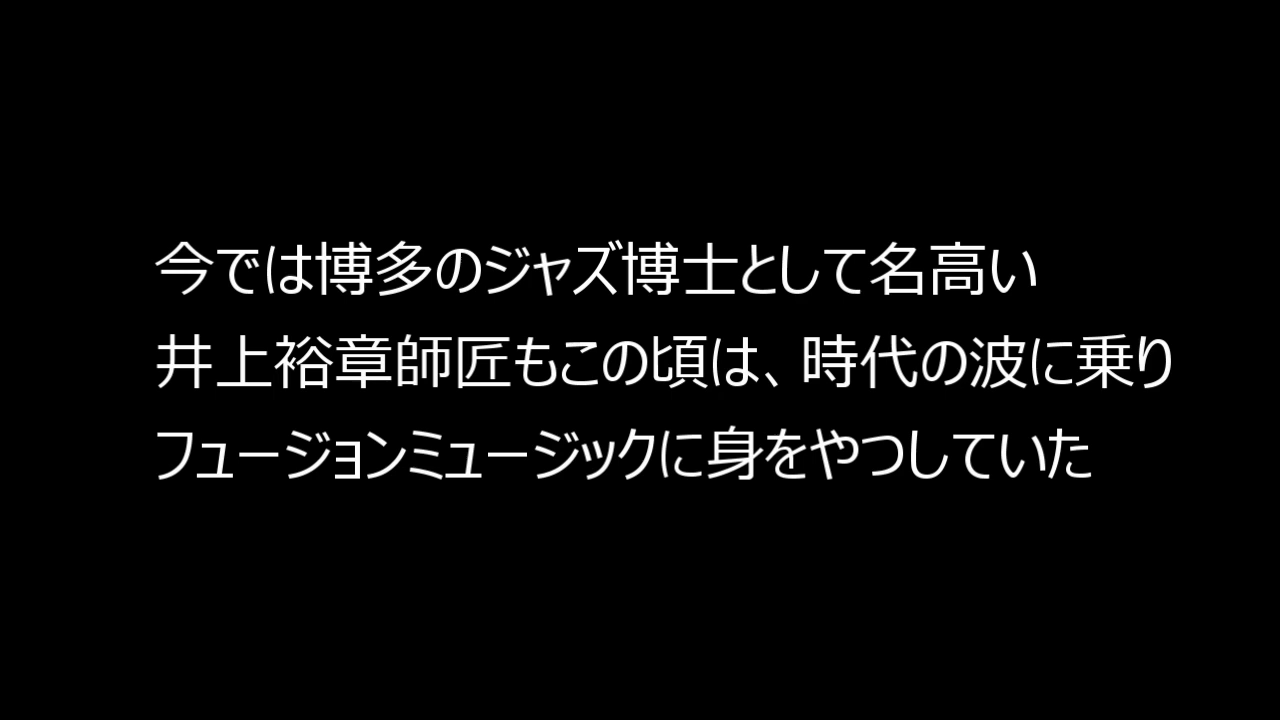 今では博多のジャズ博士として名高い
井上裕章師匠もこの頃は、時代の波に乗り
フュージョンミュージックに身をやつしていた